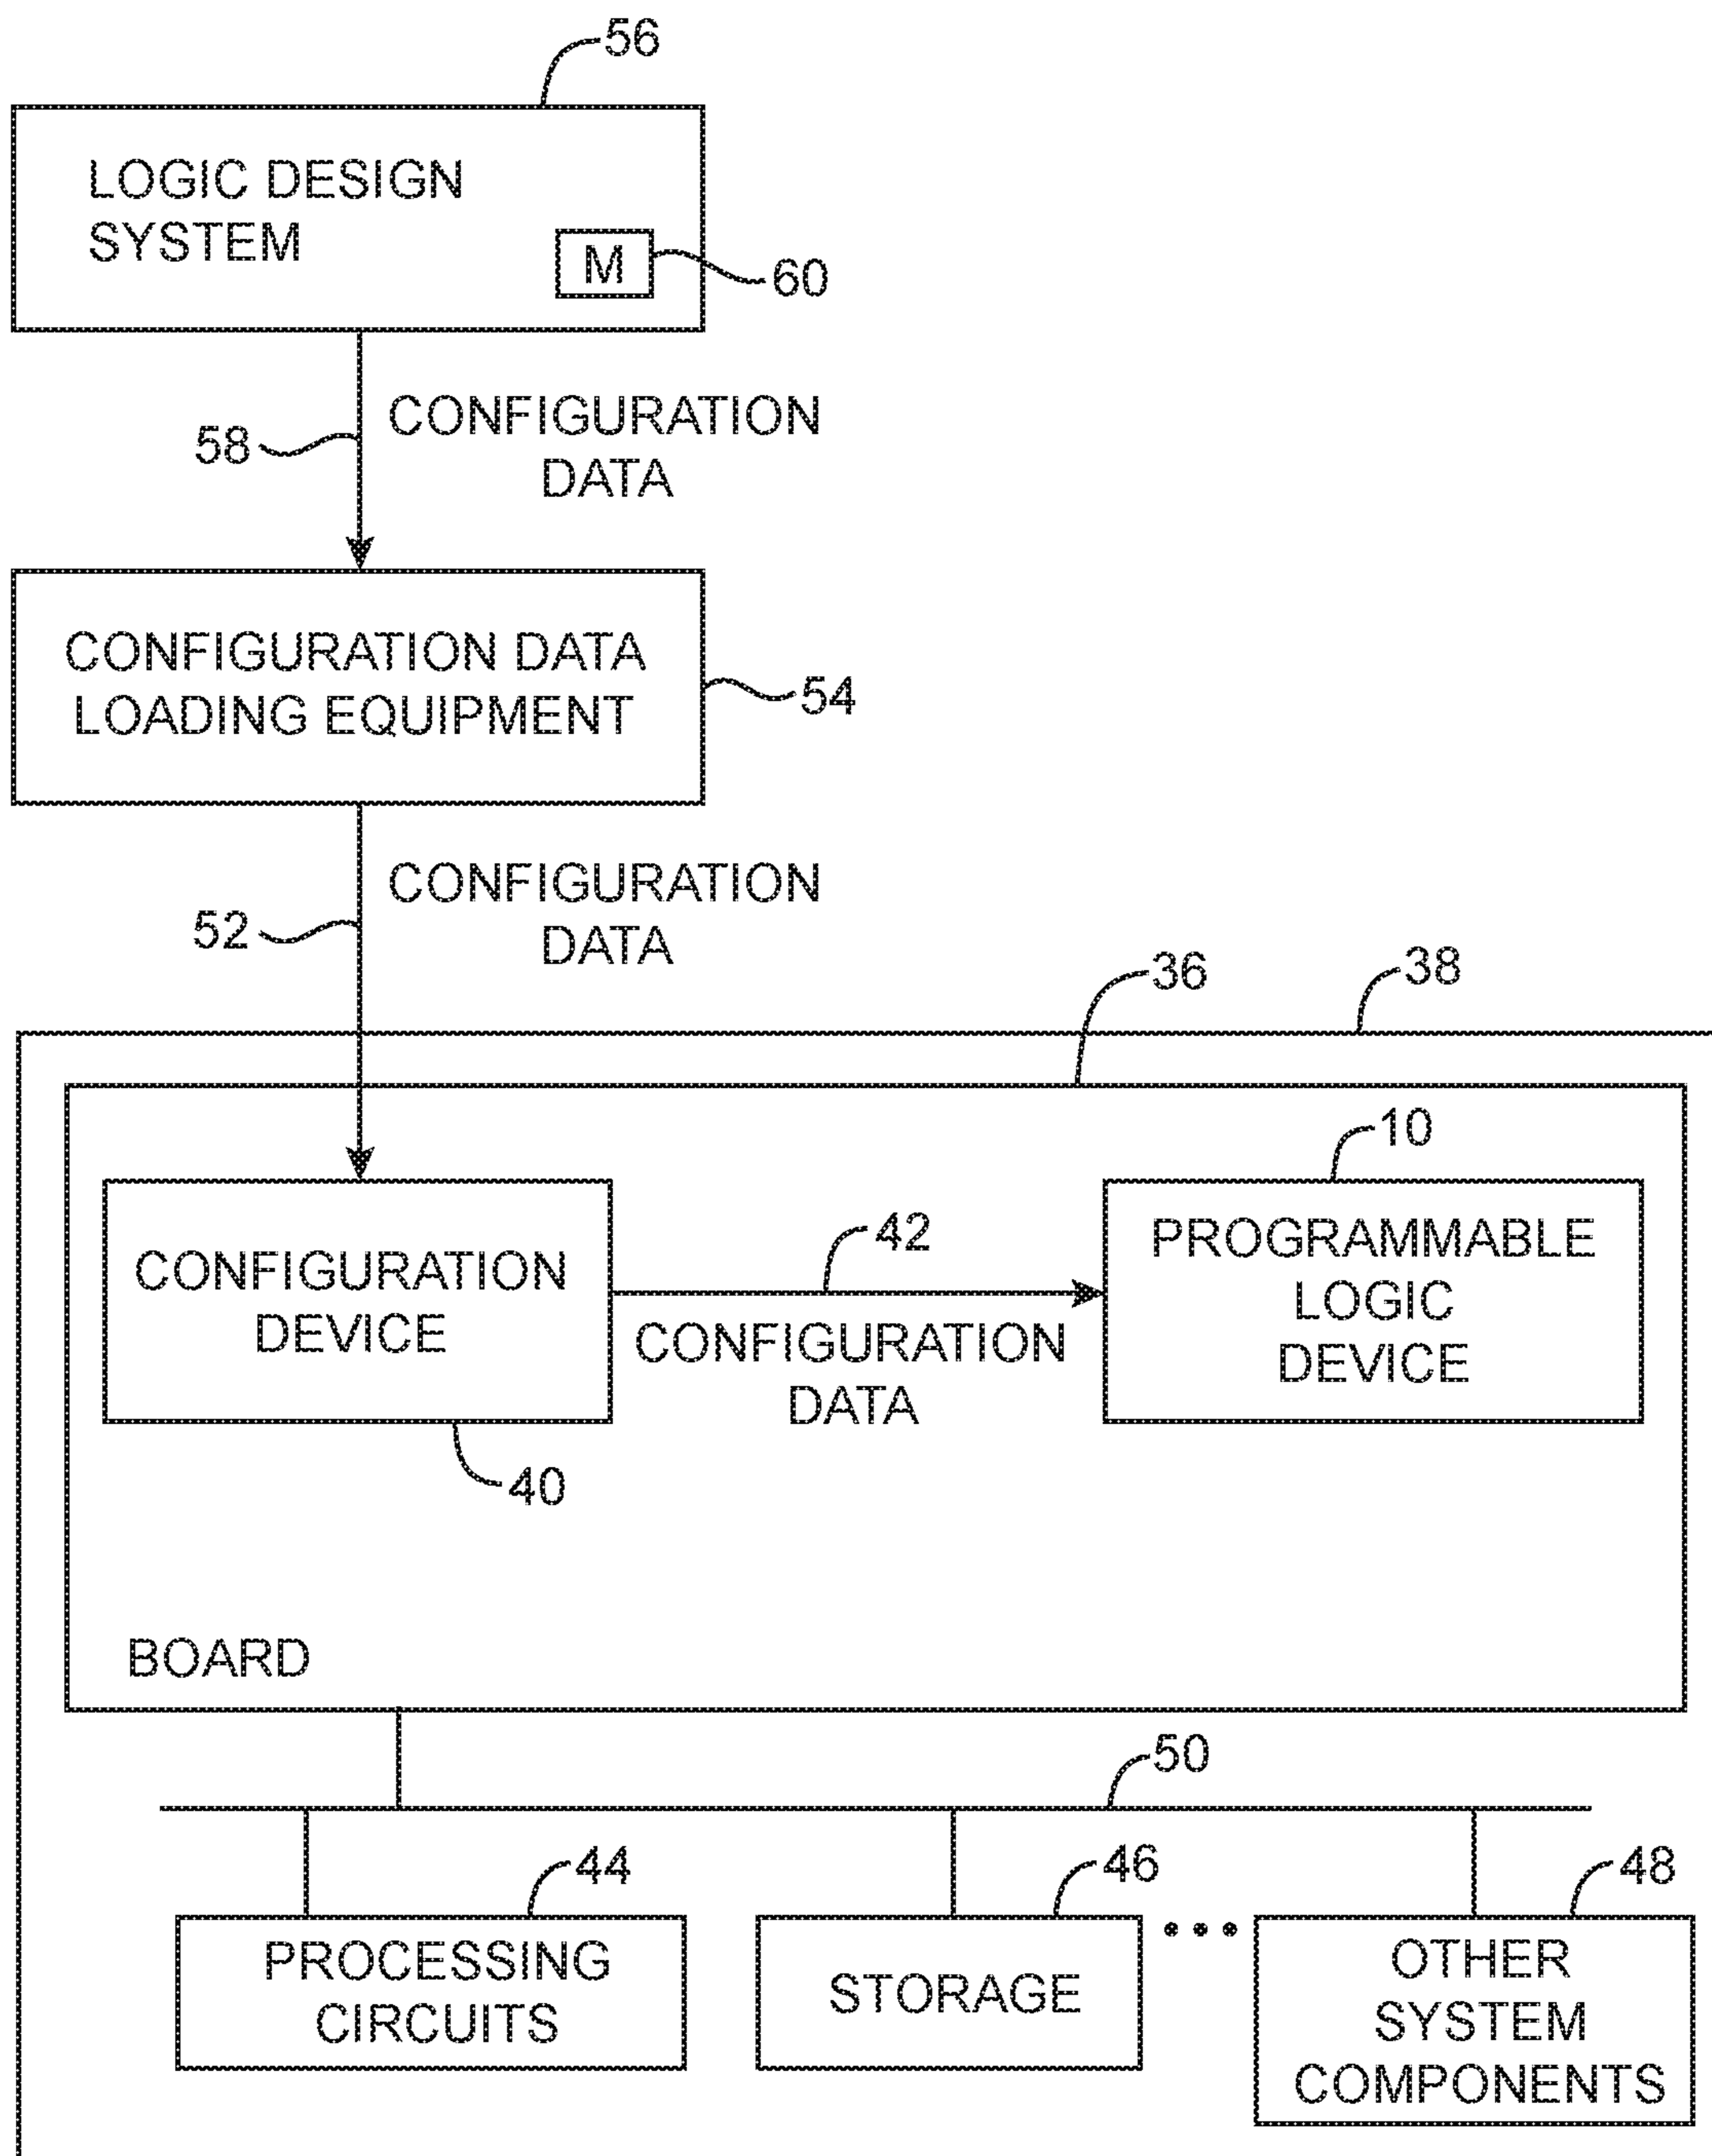 56
LOGIC DESIGN
SYSTEM
M
60
58
CONFIGURATION
DATA
CONFIGURATION DATA
LOADING EQUIPMENT
54
52
CONFIGURATION
DATA
36
38
10
CONFIGURATION
DEVICE
42
CONFIGURATION
DATA
PROGRAMMABLE
LOGIC
DEVICE
40
BOARD
50
44
46
48
PROCESSING
CIRCUITS
STORAGE
•••
OTHER
SYSTEM
COMPONENTS